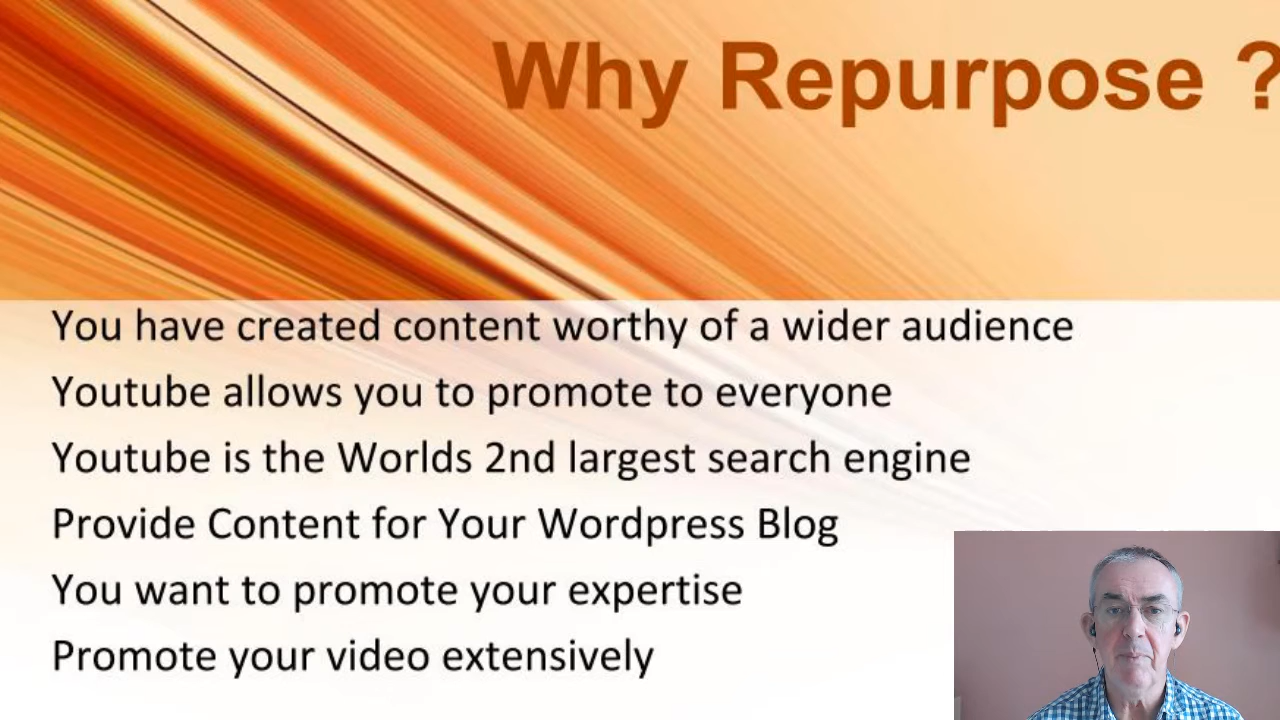 Why Repurpose ?
You have created content worthy of a wider audience
Youtube allows you to promote to everyone
Youtube is the Worlds 2nd largest search engine
Provide Content for Your Wordpress Blog
You want to promote your expertise
Promote your video extensively